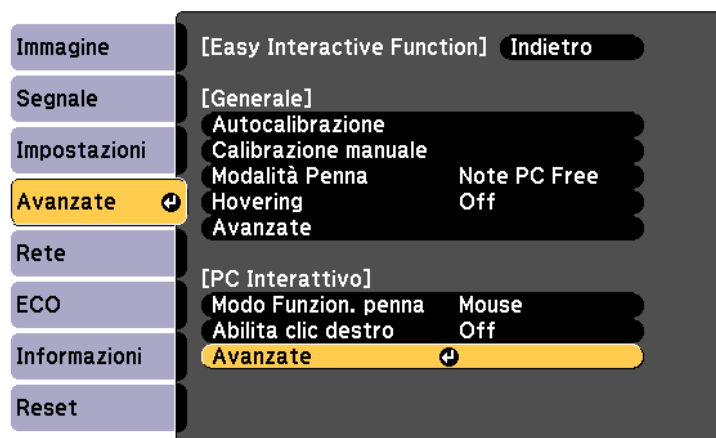 Immagine
Segnale
Impostazioni
Avanzate
Rete
ECO
Informazioni
Reset
[Easy Interactive Function] Indietro
[Generale]
Autocalibrazione
Calibrazione manuale
Modalità Penna Note PC Free
Hovering Off
Avanzate
[PC Interattivo]
Modo Funzion. penna Mouse
Abilita clic destro Off
Avanzate